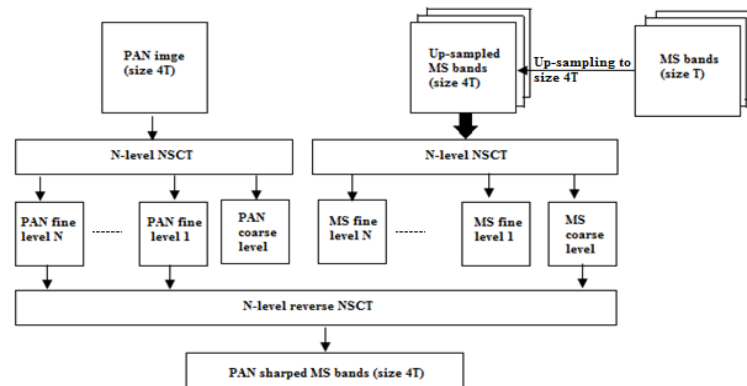 PAN imge
(size 4T)
Up-sampled
MS bands
(size 4T)
Up-sampling to
size 4T
MS bands
(size T)
N-level NSCT
N-level NSCT
PAN fine
level N
PAN fine
level 1
PAN
coarse
level
MS fine
level N
MS fine
level 1
MS
coarse
level
N-level reverse NSCT
PAN sharped MS bands (size 4T)